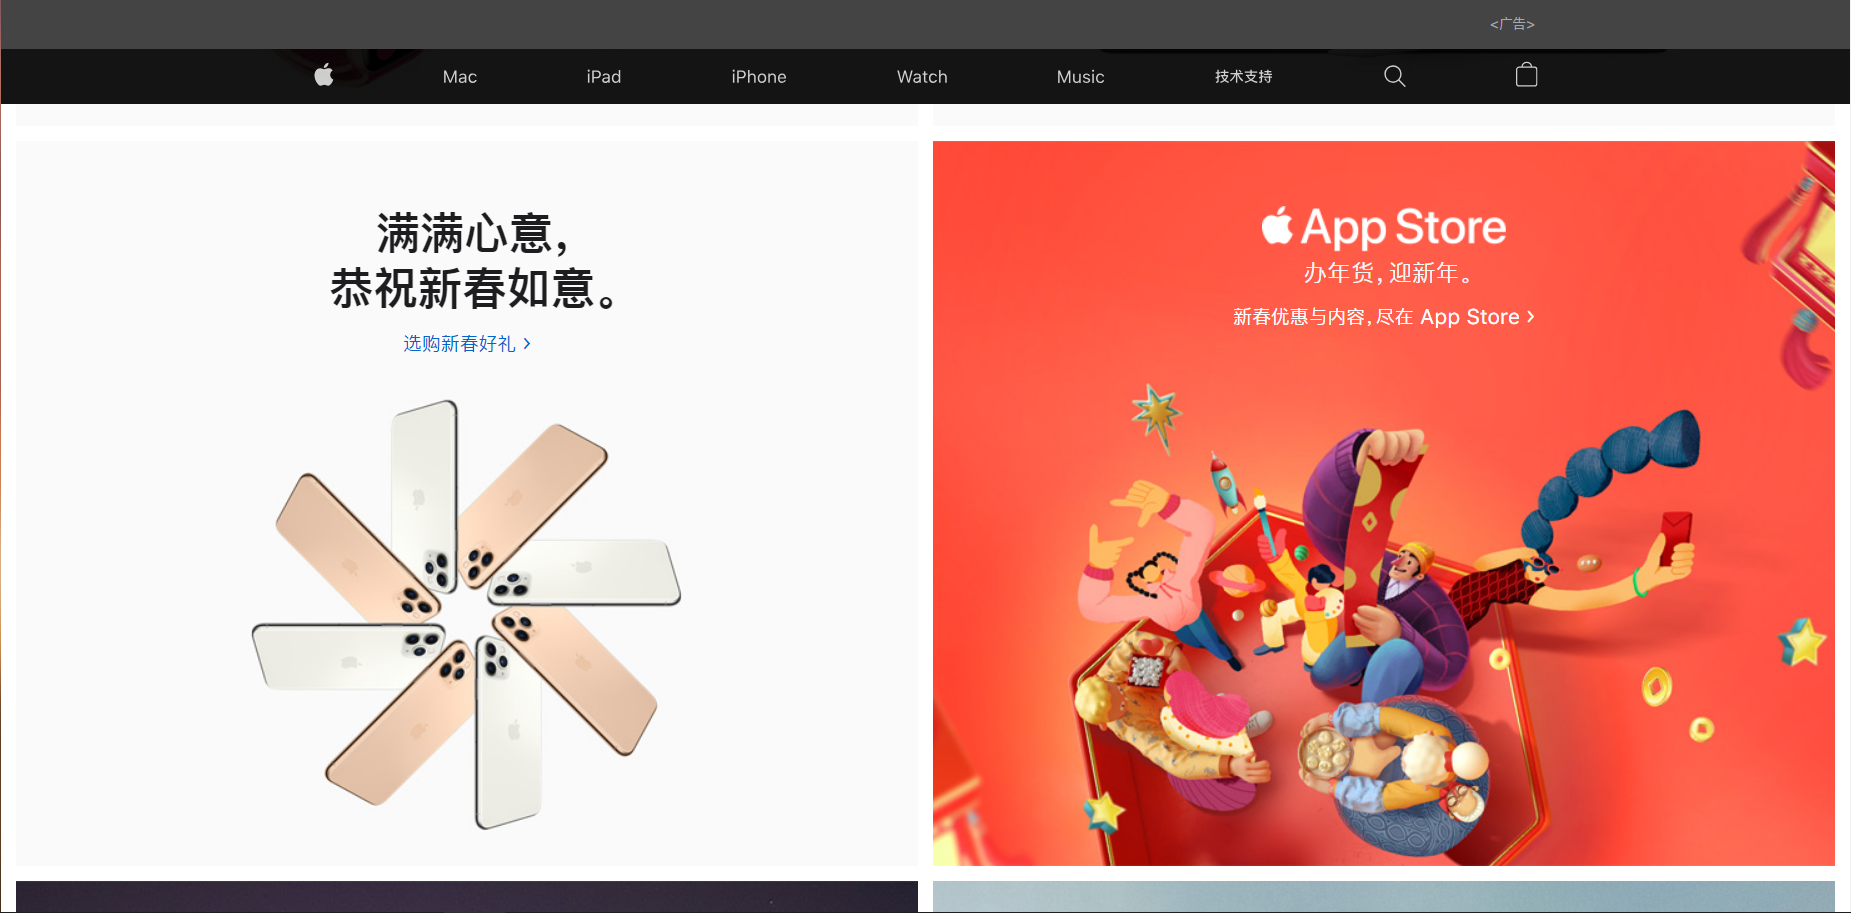 <广告>
Mac iPad iPhone Watch Music 技术支持
满满心意，
恭祝新春如意。
选购新春好礼 >
App Store
办年货，迎新年。
新春优惠与内容，尽在 App Store >